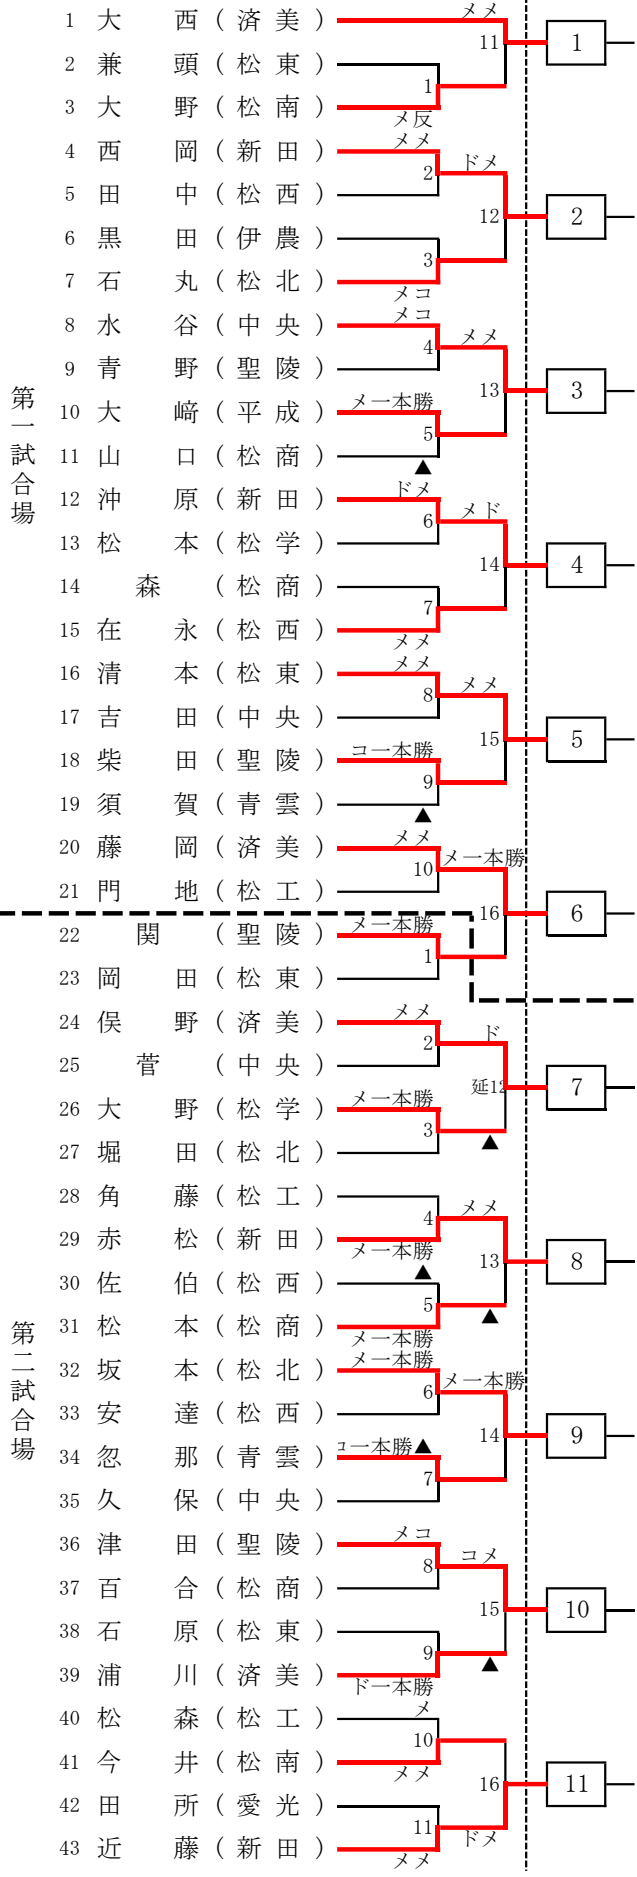 1 大西(済美)
メメ
11
1
2 兼頭(松東)
1
3 大野(松南)
メ反
4 西岡(新田)
メメ
2
ドメ
5 田中(松西)
12
2
6 黒田(伊農)
3
7 石丸(松北)
メコ
8 水谷(中央)
メコ
4
メメ
9 青野(聖陵)
13
3
10 大﨑(平成)
メ一本勝
5
11 山口(松商)
▲
12 沖原(新田)
ドメ
6
メド
13 松本(松学)
14
4
14 森(松商)
7
15 在永(松西)
メメ
16 清本(松東)
メメ
8
メメ
17 吉田(中央)
15
5
18 柴田(聖陵)
コ一本勝
9
19 須賀(青雲)
▲
20 藤岡(済美)
メメ
10
メ一本勝
21 門地(松工)
16
6
第一試合場
22 関(聖陵)
メ一本勝
1
23 岡田(松東)
24 俣野(済美)
メメ
2
ド
25 菅(中央)
延12
7
26 大野(松学)
メ一本勝
3
▲
27 堀田(松北)
28 角藤(松工)
4
メメ
29 赤松(新田)
メ一本勝
13
8
30 佐伯(松西)
▲
5
31 松本(松商)
メ一本勝
▲
32 坂本(松北)
メ一本勝
6
メ一本勝
33 安達(松西)
14
9
34 忽那(青雲)
コ一本勝▲
7
35 久保(中央)
36 津田(聖陵)
メコ
8
コメ
37 百合(松商)
15
10
38 石原(松東)
9
39 浦川(済美)
ド一本勝
▲
40 松森(松工)
メ
10
41 今井(松南)
メメ
16
11
42 田所(愛光)
11
43 近藤(新田)
メメ
ドメ
第二試合場